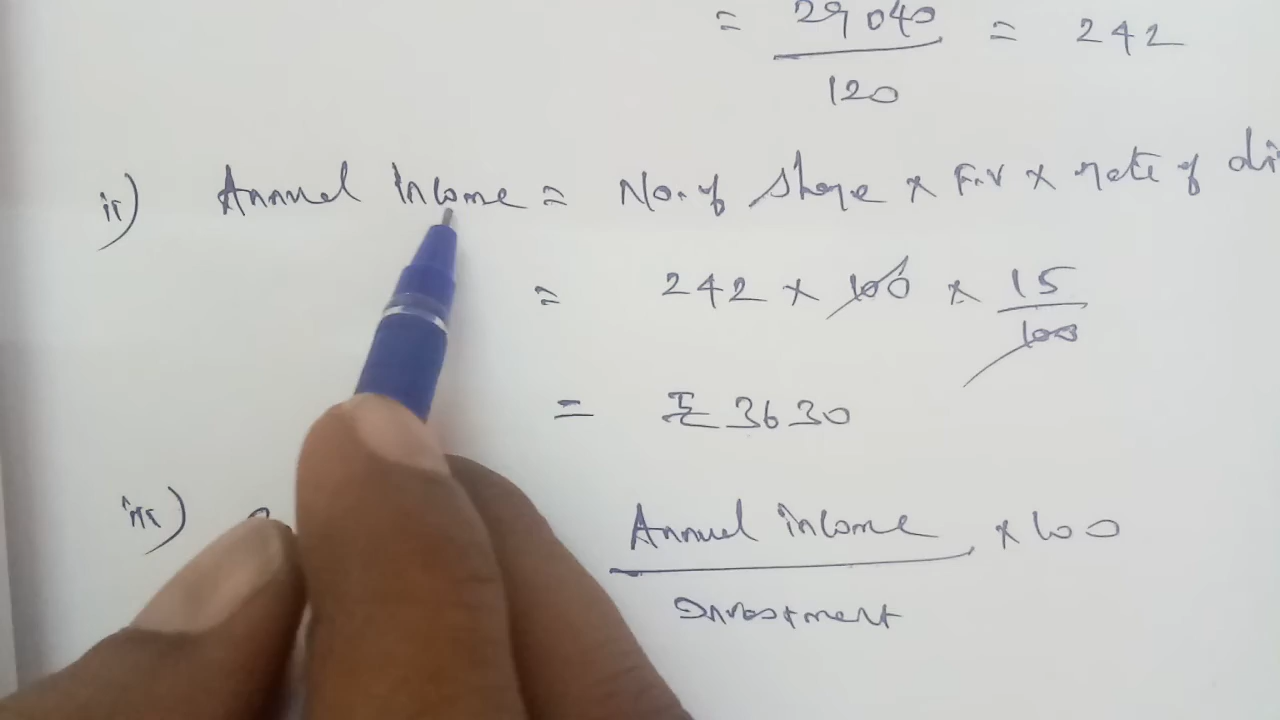 = 29040 / 120 = 242
ii) Annual Income = No. of share × F.V × rate of di
= 242 × 100 × 15 / 100
= ₹ 3630
iii) Annual income / Investment × 100